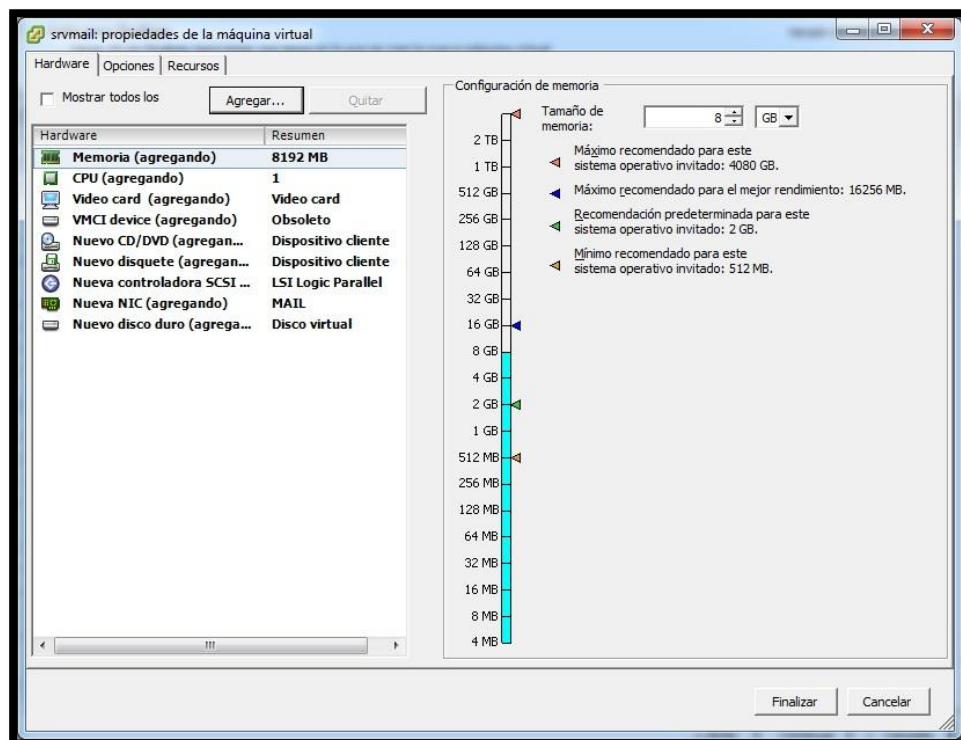 srvmail: propiedades de la máquina virtual
Hardware Opciones Recursos
Mostrar todos los Agregar... Quitar
Hardware Resumen
Memoria (agregando) 8192 MB
CPU (agregando) 1
Video card (agregando) Video card
VMCI device (agregando) Obsoleto
Nuevo CD/DVD (agregan... Dispositivo cliente
Nuevo disquete (agregan... Dispositivo cliente
Nueva controladora SCSI ... LSI Logic Parallel
Nueva NIC (agregando) MAIL
Nuevo disco duro (agrega... Disco virtual
Configuración de memoria
Tamaño de
memoria:
8 GB
2 TB
1 TB
512 GB
256 GB
128 GB
64 GB
32 GB
16 GB
8 GB
4 GB
2 GB
1 GB
512 MB
256 MB
128 MB
64 MB
32 MB
16 MB
8 MB
4 MB
Máximo recomendado para este
sistema operativo invitado: 4080 GB.
Máximo recomendado para el mejor rendimiento: 16256 MB.
Recomendación predeterminada para este
sistema operativo invitado: 2 GB.
Mínimo recomendado para este
sistema operativo invitado: 512 MB.
Finalizar Cancelar